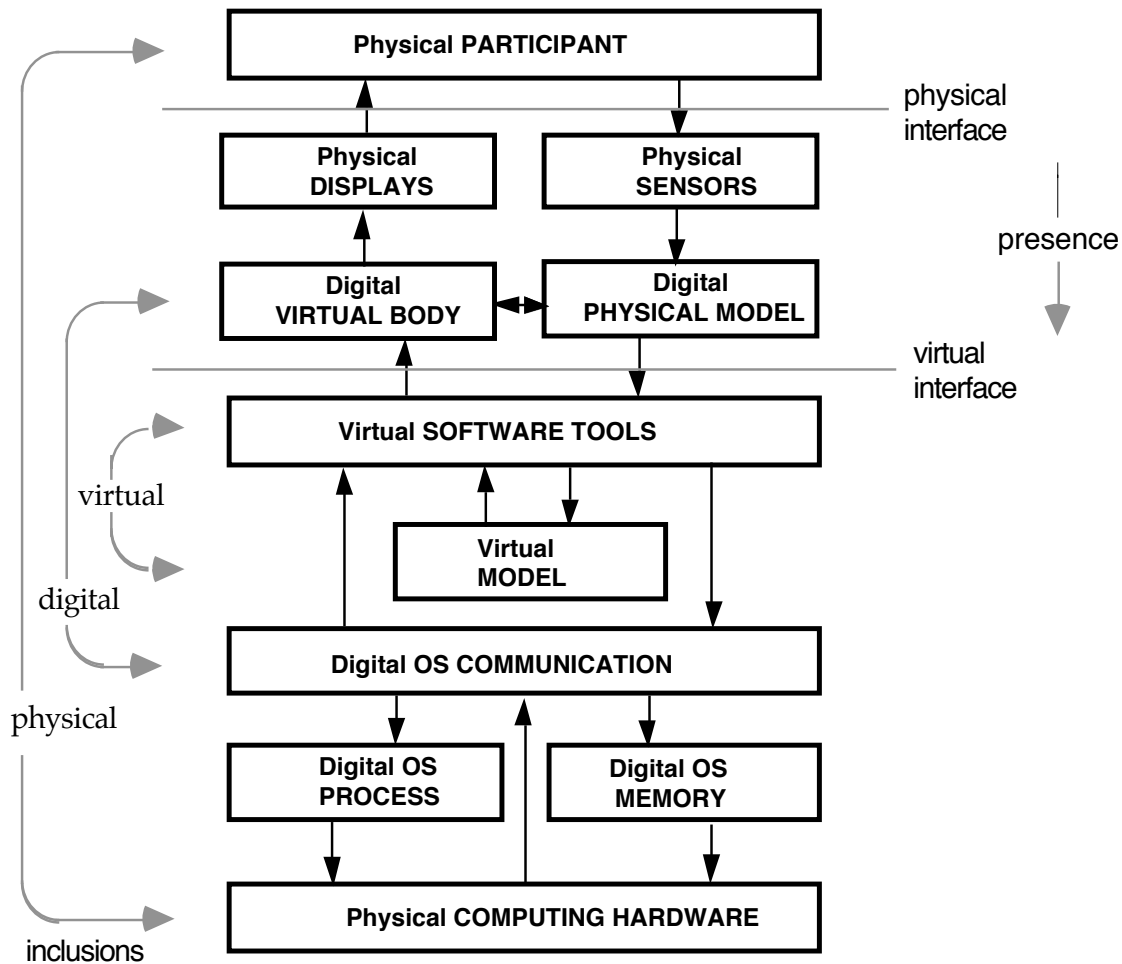 Physical PARTICIPANT
physical
interface
Physical
DISPLAYS
Physical
SENSORS
presence
Digital
VIRTUAL BODY
Digital
PHYSICAL MODEL
virtual
interface
Virtual SOFTWARE TOOLS
virtual
Virtual
MODEL
digital
Digital OS COMMUNICATION
physical
Digital OS
PROCESS
Digital OS
MEMORY
Physical COMPUTING HARDWARE
inclusions